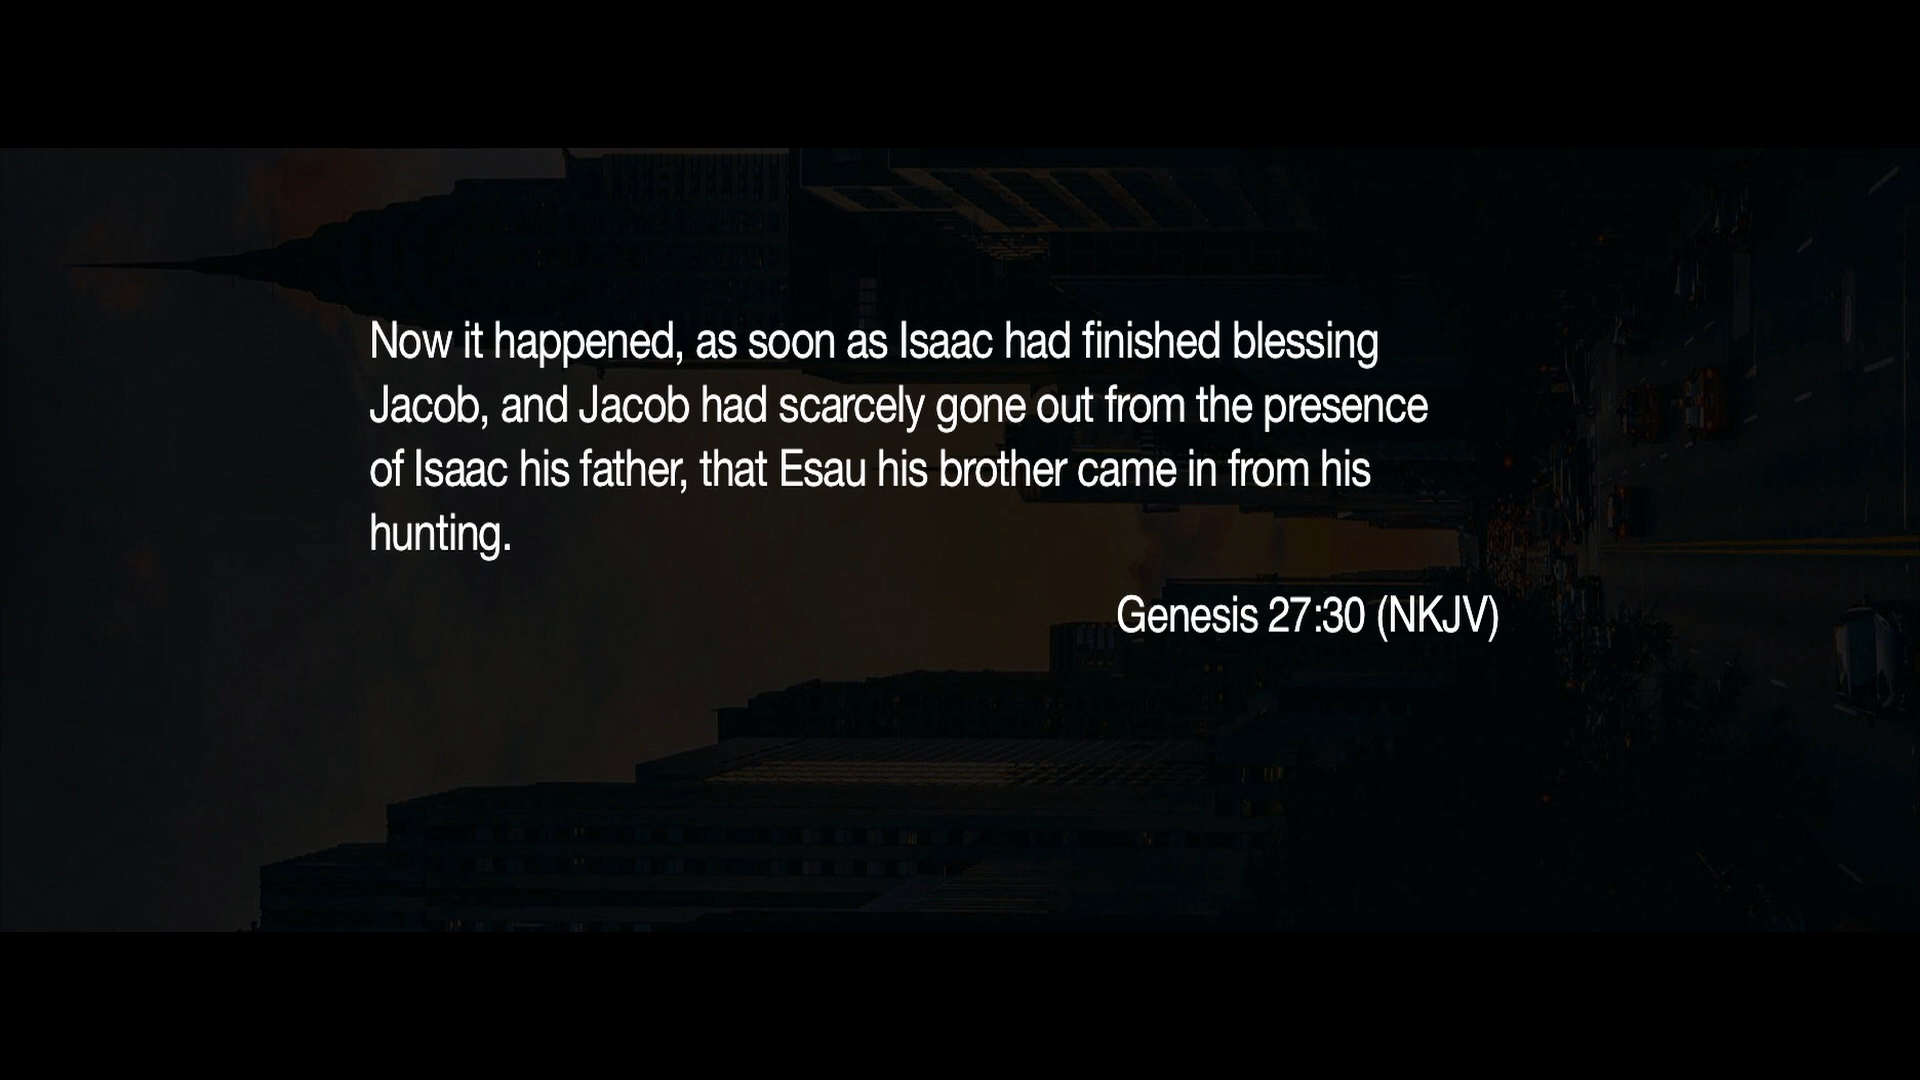 Now it happened, as soon as Isaac had finished blessing
Jacob, and Jacob had scarcely gone out from the presence
of Isaac his father, that Esau his brother came in from his
hunting.
Genesis 27:30 (NKJV)